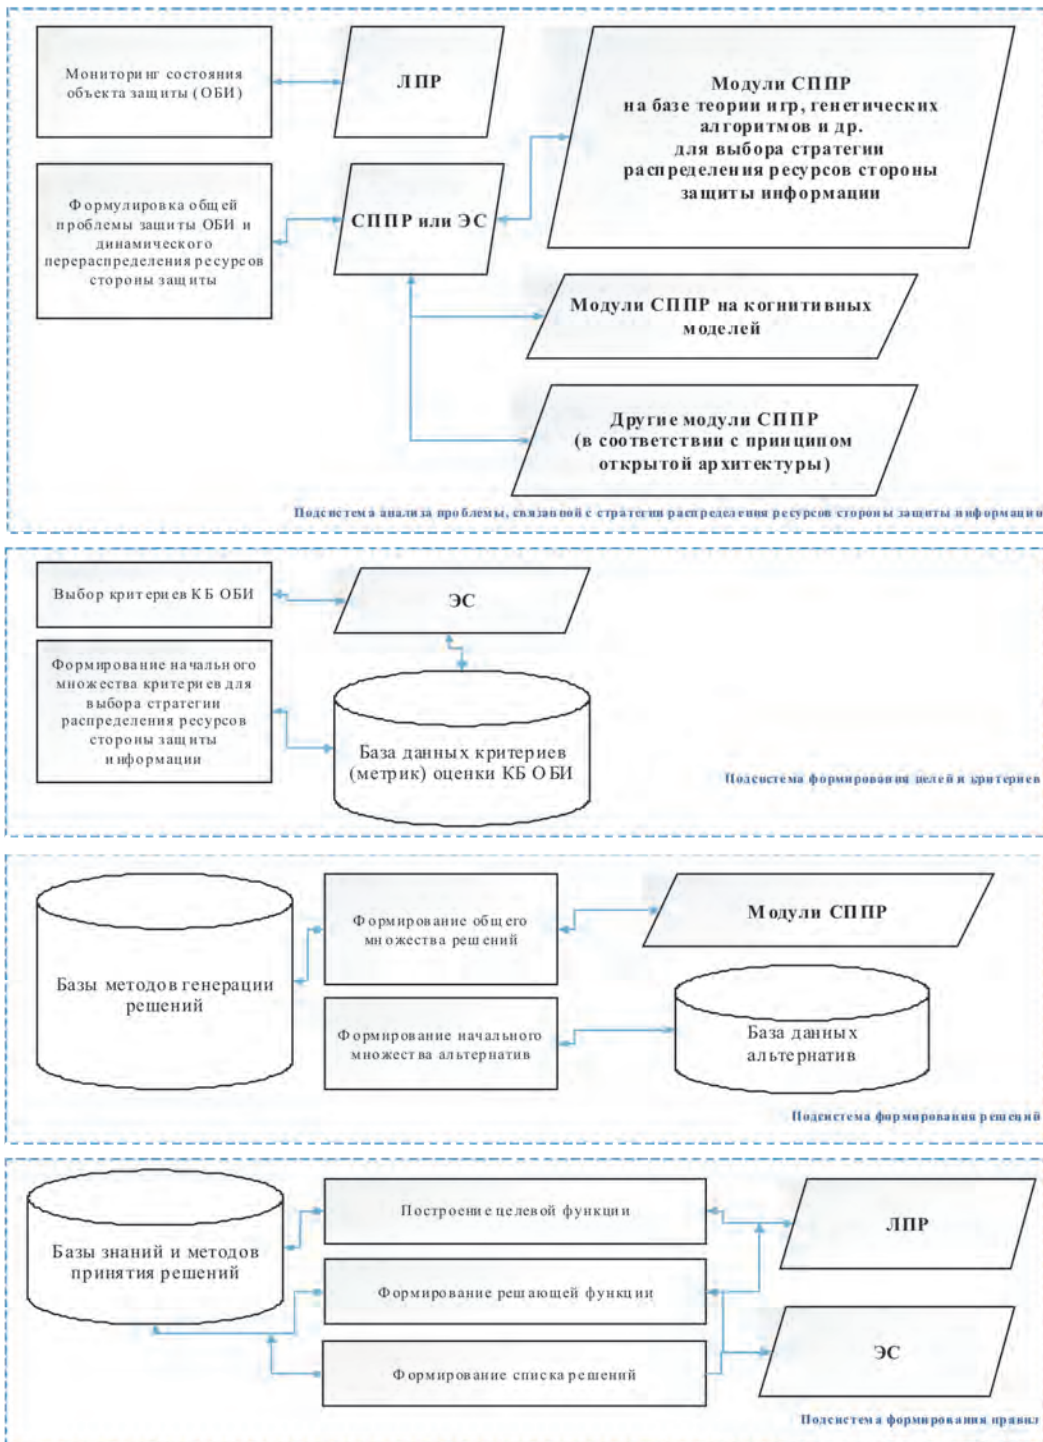 Мониторинг состояния
объекта защиты (ОБИ)
ЛПР
Модули СППР
на базе теории игр, генетических
алгоритмов и др.
для выбора стратегии
распределения ресурсов стороны
защиты информации
Формулировка общей
проблемы защиты ОБИ и
динамического
перераспределения ресурсов
стороны защиты
СППР или ЭС
Модули СППР на когнитивных
моделей
Другие модули СППР
(в соответствии с принципом
открытой архитектуры)
Подсистема анализа проблемы, связанной с стратегии распределения ресурсов стороны защиты информации
Выбор критериев КБ ОБИ
ЭС
Формирование начального
множества критериев для
выбора стратегии
распределения ресурсов
стороны защиты
информации
База данных критериев
(метрик) оценки КБ ОБИ
Подсистема формирования целей и критериев
Базы методов генерации
решений
Формирование общего
множества решений
Модули СППР
Формирование начального
множества альтернатив
База данных
альтернатив
Подсистема формирования решений
Базы знаний и методов
принятия решений
Построение целевой функции
ЛПР
Формирование решающей функции
Формирование списка решений
ЭС
Подсистема формирования правил